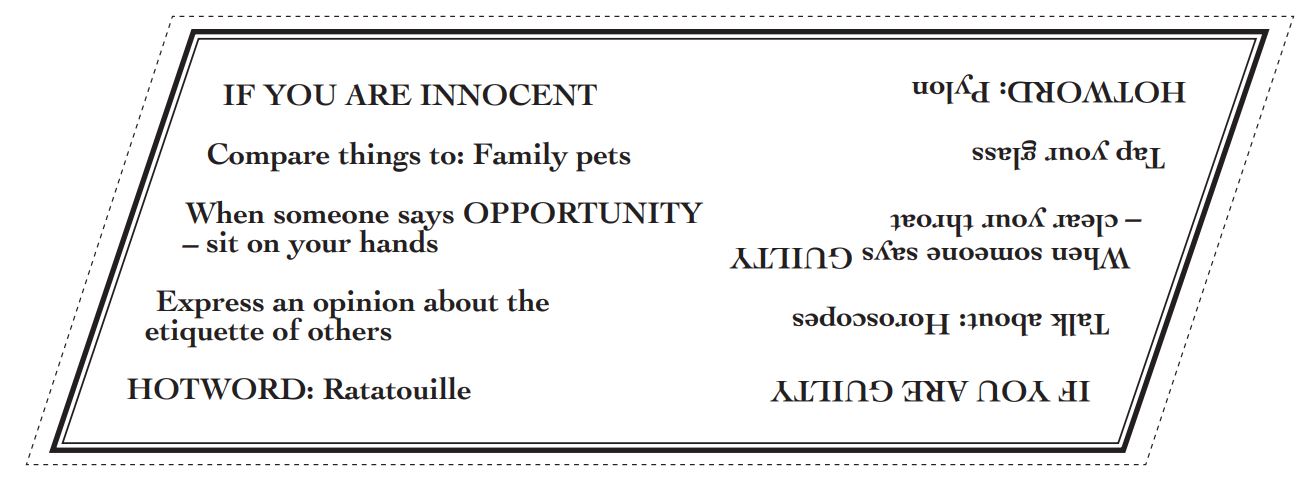 IF YOU ARE INNOCENT
Compare things to: Family pets
When someone says OPPORTUNITY
– sit on your hands
Express an opinion about the
etiquette of others
HOTWORD: Ratatouille
IF YOU ARE GUILTY
Talk about: Horoscopes
When someone says GUILTY
– clear your throat
Tap your glass
HOTWORD: Pylon